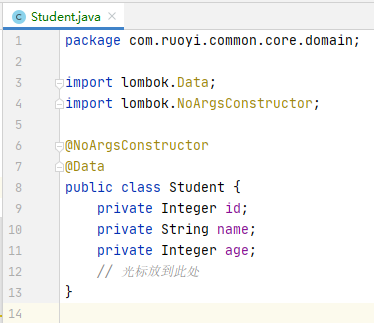 Student.java
1 package com.ruoyi.common.core.domain;
2
3 import lombok.Data;
4 import lombok.NoArgsConstructor;
5
6 @NoArgsConstructor
7 @Data
8 public class Student {
9     private Integer id;
10     private String name;
11     private Integer age;
12     // 光标放到此处
13 }
14